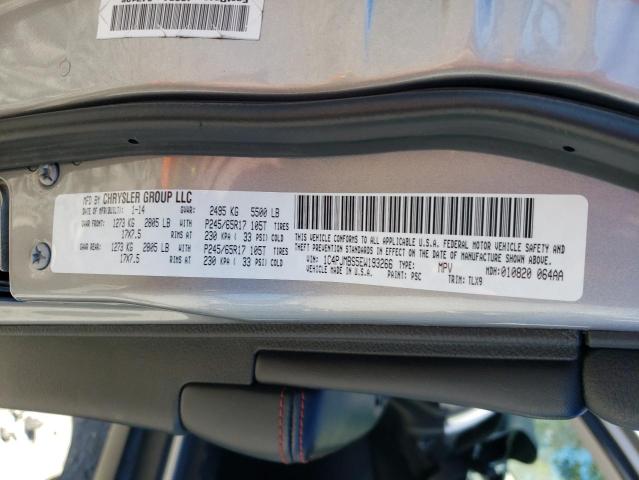 MFD BY CHRYSLER GROUP LLC
DATE OF MFR(BUILT): 1-14 GVWR: 2495 KG 5500 LB
GAWR FRONT: 1273 KG 2805 LB WITH P245/65R17 105T TIRES
17X7.5 RIMS AT 230 KPA ( 33 PSI) COLD
GAWR REAR: 1273 KG 2805 LB WITH P245/65R17 105T TIRES
17X7.5 RIMS AT 230 KPA ( 33 PSI) COLD
THIS VEHICLE CONFORMS TO ALL APPLICABLE U.S.A. FEDERAL MOTOR VEHICLE SAFETY AND
THEFT PREVENTION STANDARDS IN EFFECT ON THE DATE OF MANUFACTURE SHOWN ABOVE.
MADE IN U.S.A.
VIN: 1C4PJMBS5EW193266 TYPE: MPV MDH: 010820 064AA
PAINT: PSC TRIM: TLX9